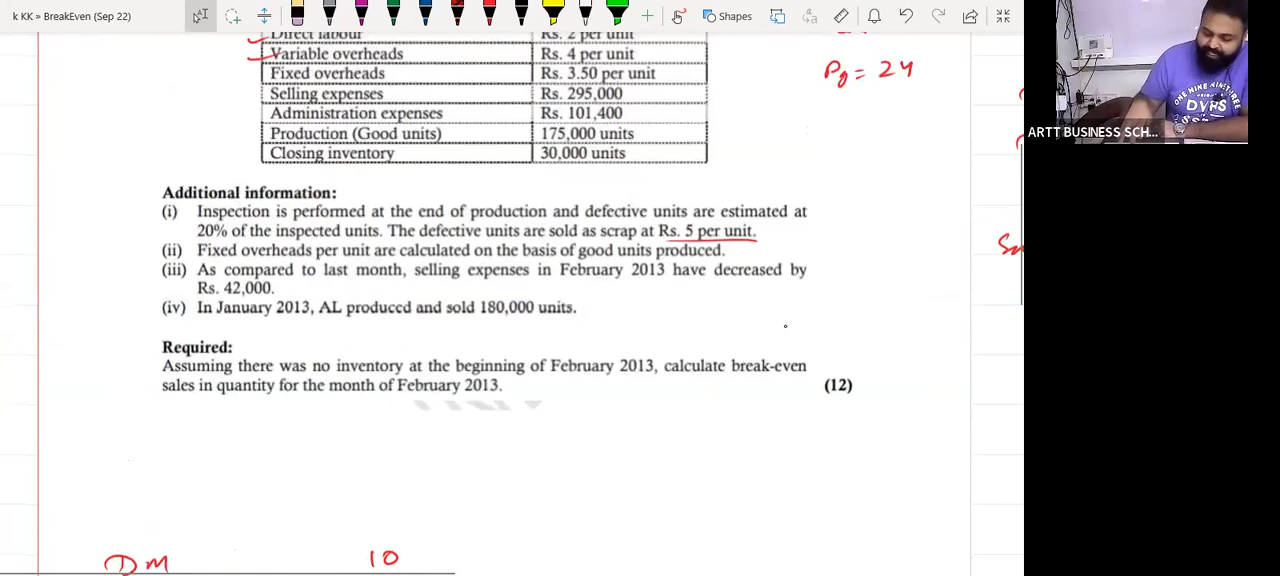 k KK » BreakEven (Sep 22)
Shapes
Direct labour Rs. 2 per unit
Variable overheads Rs. 4 per unit
Fixed overheads Rs. 3.50 per unit
Selling expenses Rs. 295,000
Administration expenses Rs. 101,400
Production (Good units) 175,000 units
Closing inventory 30,000 units
= 24
ARTT BUSINESS SCH...
Additional information:
(i) Inspection is performed at the end of production and defective units are estimated at
20% of the inspected units. The defective units are sold as scrap at Rs. 5 per unit.
(ii) Fixed overheads per unit are calculated on the basis of good units produced.
(iii) As compared to last month, selling expenses in February 2013 have decreased by
Rs. 42,000.
(iv) In January 2013, AL produced and sold 180,000 units.
Required:
Assuming there was no inventory at the beginning of February 2013, calculate break-even
sales in quantity for the month of February 2013. (12)
DM 10